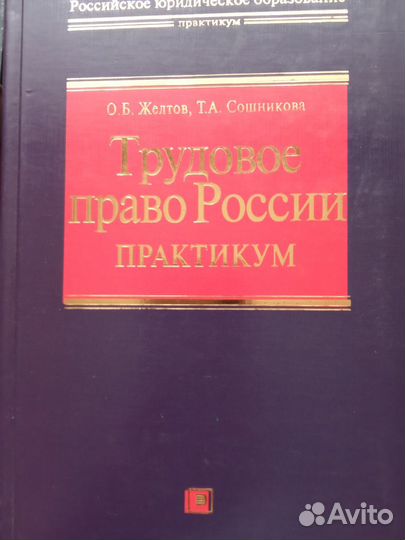 Российское юридическое образование
практикум
О.Б. Желтов, Т.А. Сошникова
Трудовое
право России
ПРАКТИКУМ
Э
Avito